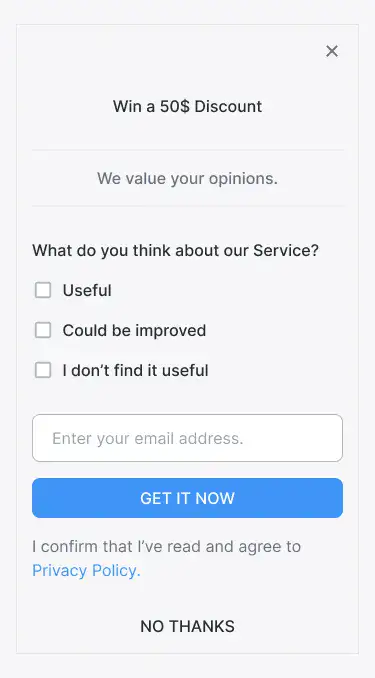 Win a 50$ Discount
We value your opinions.
What do you think about our Service?
Useful
Could be improved
I don’t find it useful
Enter your email address.
GET IT NOW
I confirm that I’ve read and agree to
Privacy Policy.
NO THANKS